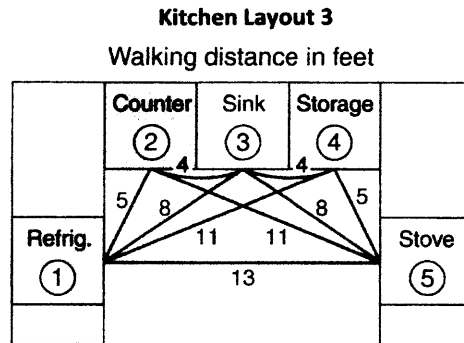 Kitchen Layout 3
Walking distance in feet
Counter Sink Storage
2 3 4
4 4
5 8 8 5
Refrig. 11 11 Stove
1 5
13